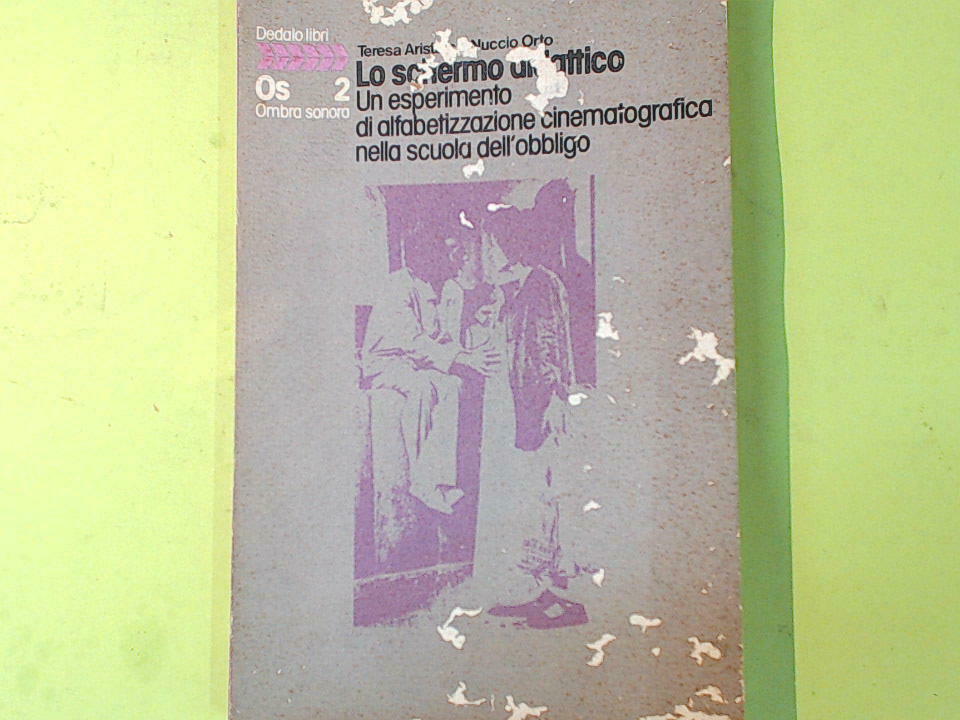 Dedalo libri
Os 2
Ombra sonora
Teresa Nuccio Orto
Lo schermo didattico
Un esperimento
di alfabetizzazione cinematografica
nella scuola dell'obbligo